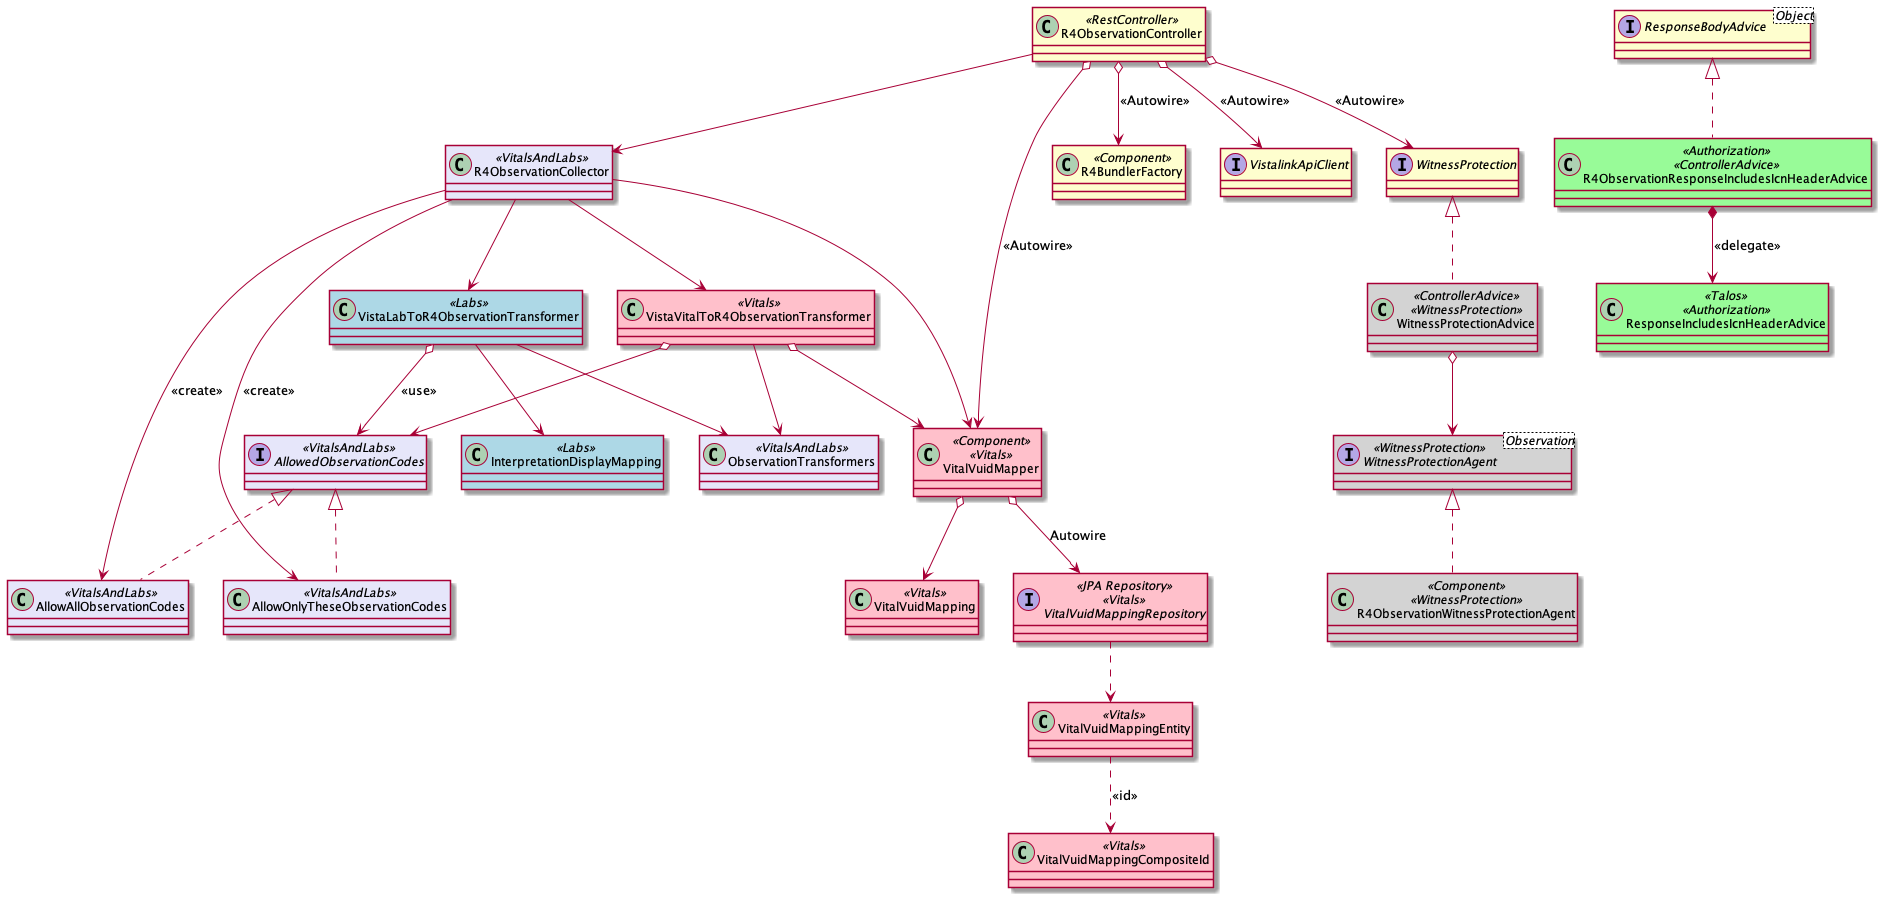 «RestController»
C R4ObservationController
Object
I ResponseBodyAdvice
«Autowire»
«Autowire»
«Autowire»
«VitalsAndLabs»
C R4ObservationCollector
«Component»
C R4BundlerFactory
I VistalinkApiClient
I WitnessProtection
«Authorization»
«ControllerAdvice»
C R4ObservationResponseIncludesIcnHeaderAdvice
«Autowire»
«delegate»
«Labs»
C VistaLabToR4ObservationTransformer
«Vitals»
C VistaVitalToR4ObservationTransformer
«ControllerAdvice»
«WitnessProtection»
C WitnessProtectionAdvice
«Talos»
«Authorization»
C ResponseIncludesIcnHeaderAdvice
«create»
«create»
«use»
«VitalsAndLabs»
I AllowedObservationCodes
«Labs»
C InterpretationDisplayMapping
«VitalsAndLabs»
C ObservationTransformers
«Component»
«Vitals»
C VitalVuidMapper
Observation
«WitnessProtection»
I WitnessProtectionAgent
Autowire
«VitalsAndLabs»
C AllowAllObservationCodes
«VitalsAndLabs»
C AllowOnlyTheseObservationCodes
«Vitals»
C VitalVuidMapping
«JPA Repository»
«Vitals»
I VitalVuidMappingRepository
«Component»
«WitnessProtection»
C R4ObservationWitnessProtectionAgent
«Vitals»
C VitalVuidMappingEntity
«id»
«Vitals»
C VitalVuidMappingCompositeId